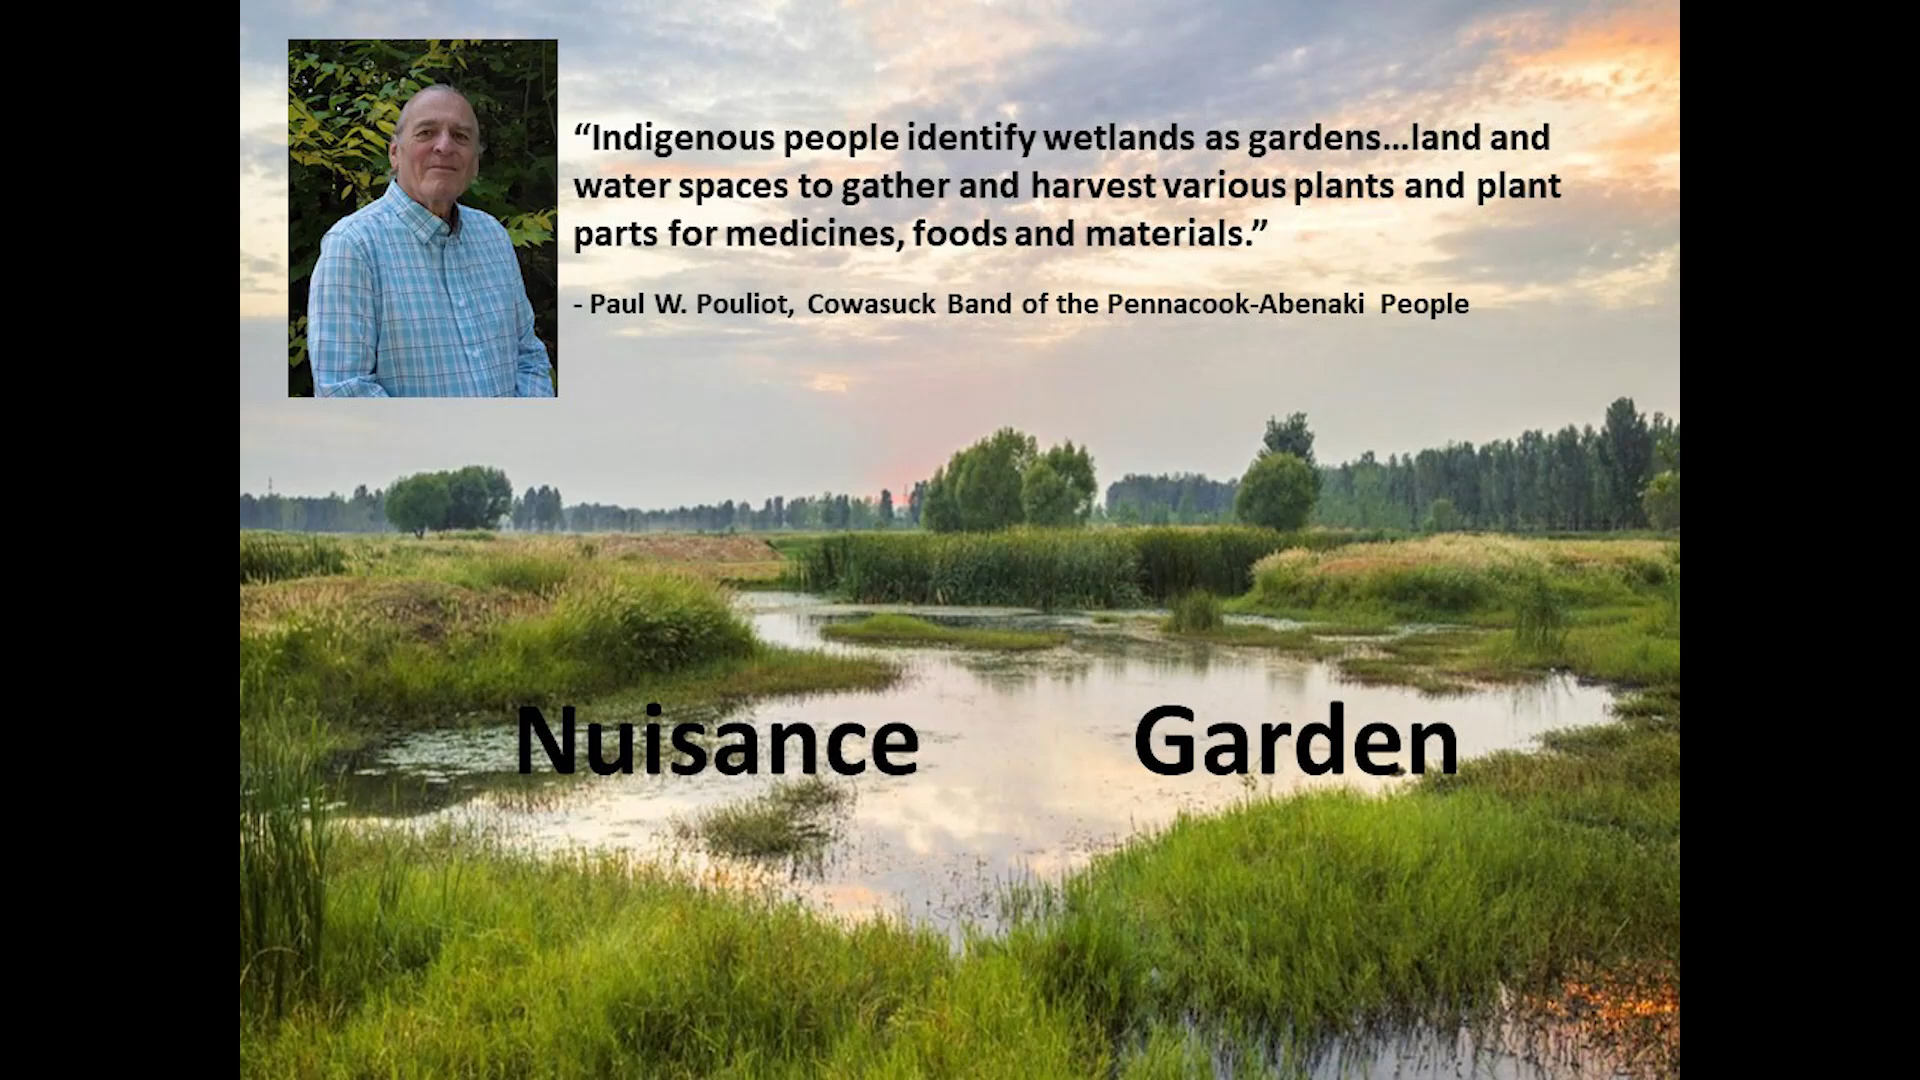 “Indigenous people identify wetlands as gardens…land and
water spaces to gather and harvest various plants and plant
parts for medicines, foods and materials.”
- Paul W. Pouliot, Cowasuck Band of the Pennacook-Abenaki People
Nuisance Garden